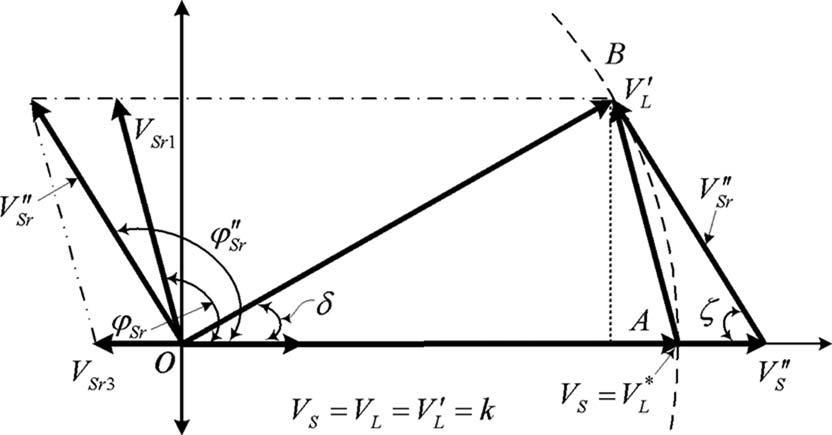 B
V′_L
V_Sr1
V″_Sr
V″_Sr
φ″_Sr
φ_Sr
δ
A
ζ
V_Sr3
O
V_S = V*_L
V″_S
V_S = V_L = V′_L = k